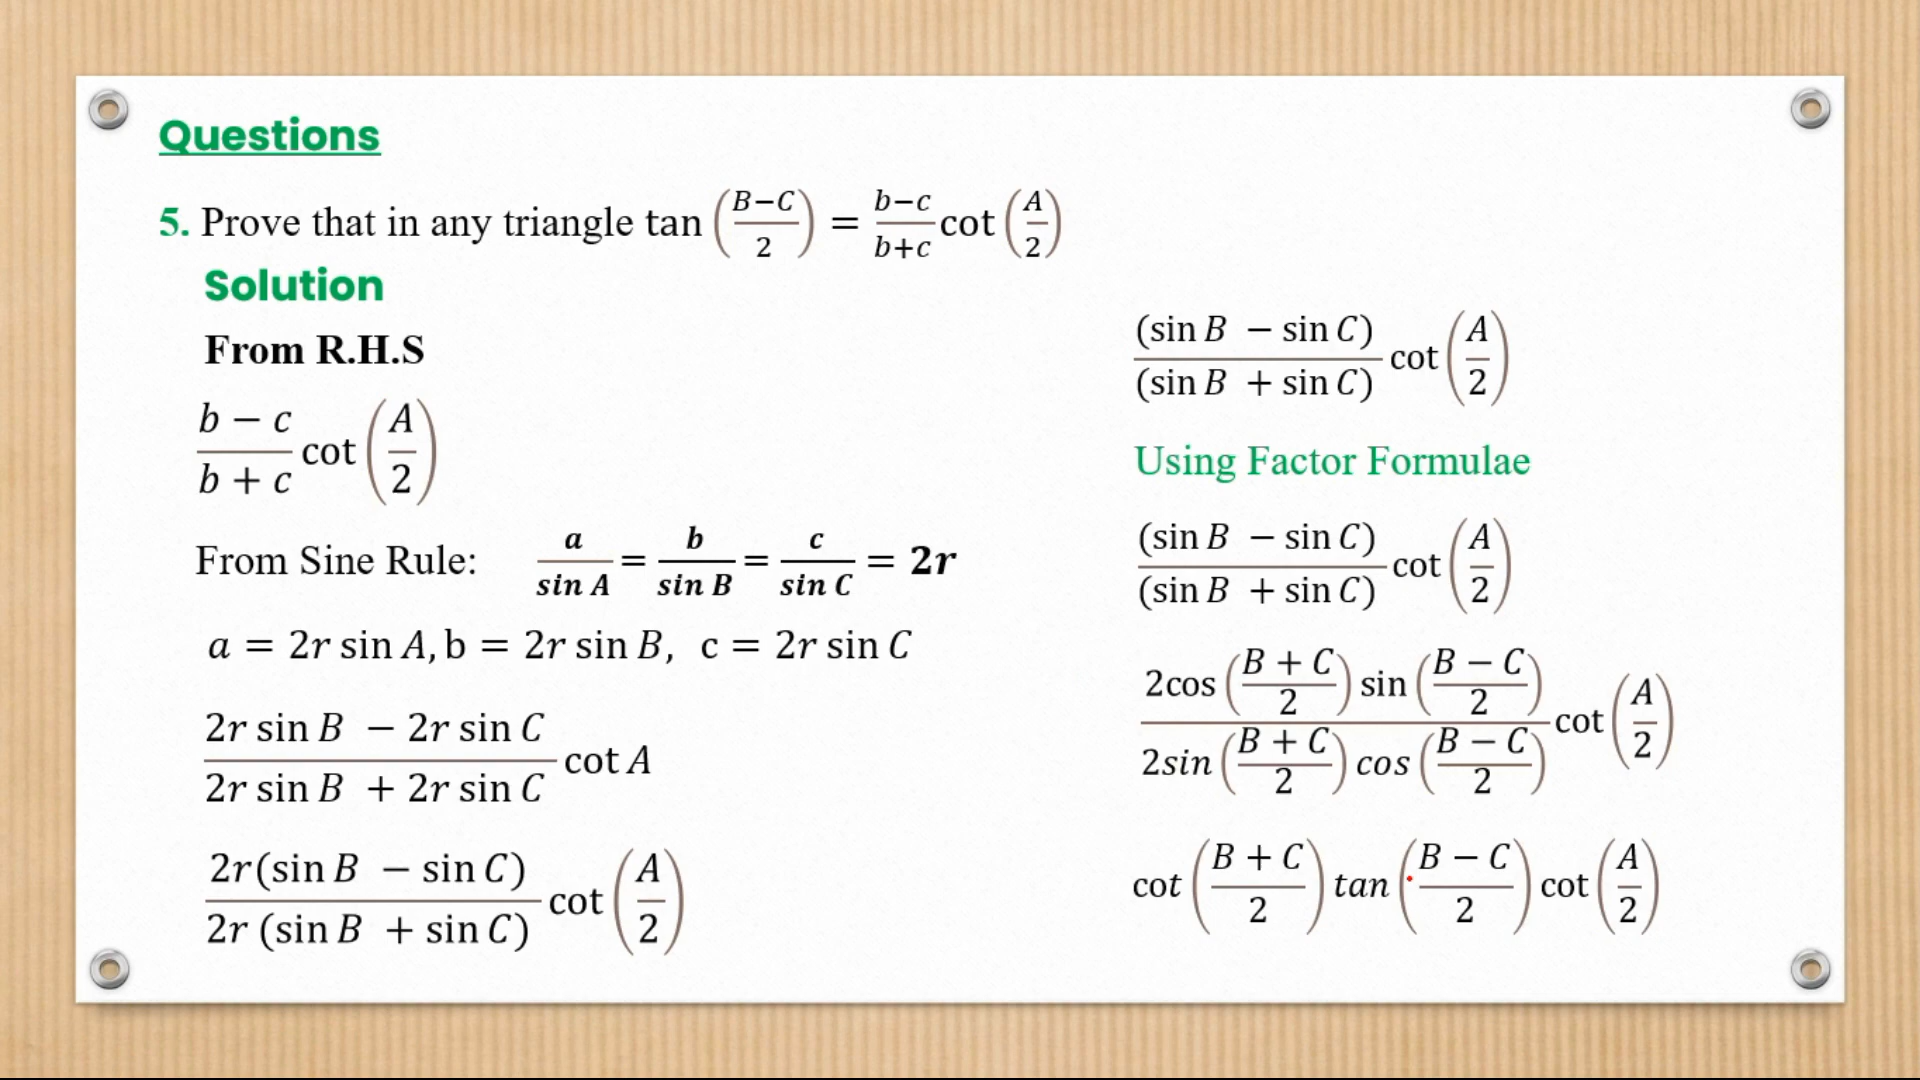 Questions
5. Prove that in any triangle tan ((B−C)/2) = (b−c)/(b+c) cot (A/2)
Solution
From R.H.S
(b − c)/(b + c) cot (A/2)
From Sine Rule: a/sin A = b/sin B = c/sin C = 2r
a = 2r sin A, b = 2r sin B, c = 2r sin C
(2r sin B − 2r sin C)/(2r sin B + 2r sin C) cot A
2r(sin B − sin C)/2r (sin B + sin C) cot (A/2)
(sin B − sin C)/(sin B + sin C) cot (A/2)
Using Factor Formulae
(sin B − sin C)/(sin B + sin C) cot (A/2)
2cos ((B + C)/2) sin ((B − C)/2) / 2sin ((B + C)/2) cos ((B − C)/2) cot (A/2)
cot ((B + C)/2) tan ((B − C)/2) cot (A/2)